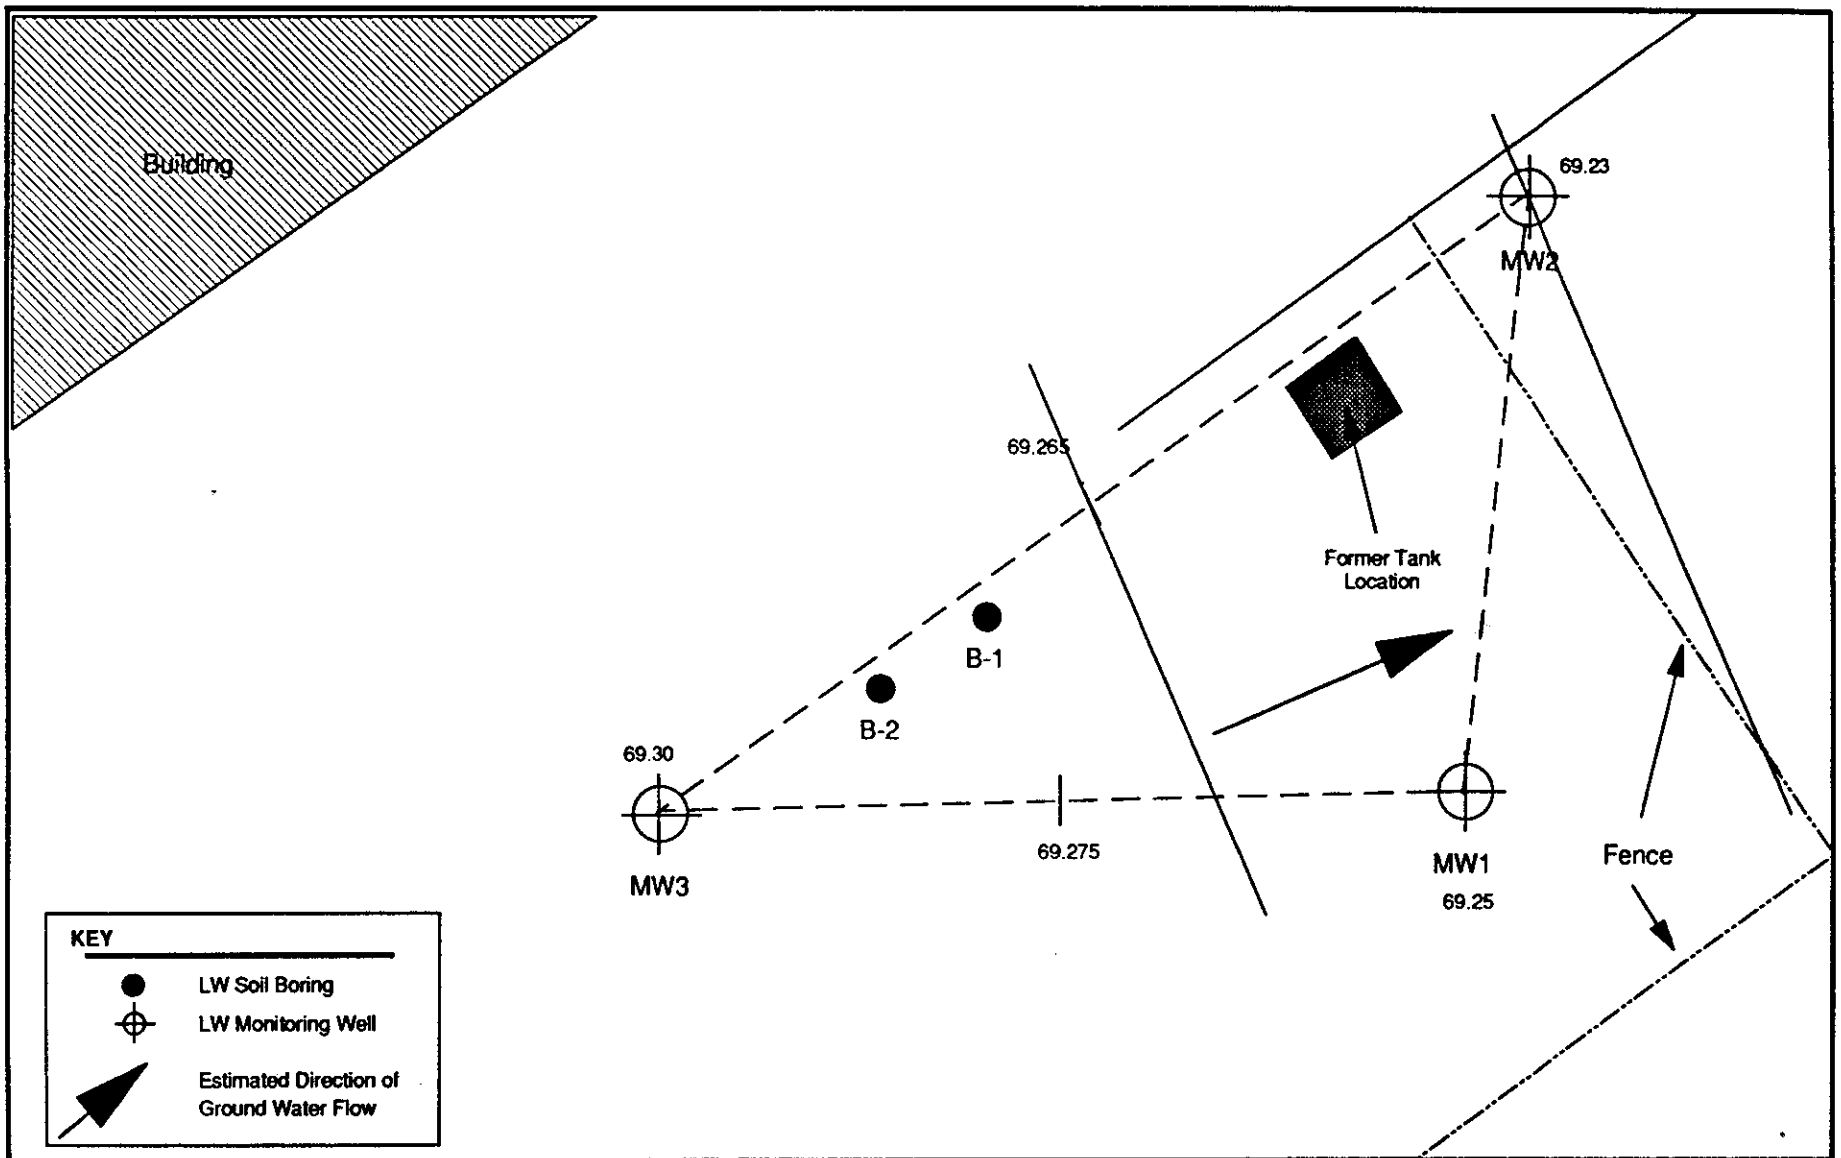 Building
69.23
MW2
69.265
Former Tank
Location
B-1
B-2
69.30
69.275
MW3
MW1
69.25
Fence
KEY
LW Soil Boring
LW Monitoring Well
Estimated Direction of
Ground Water Flow